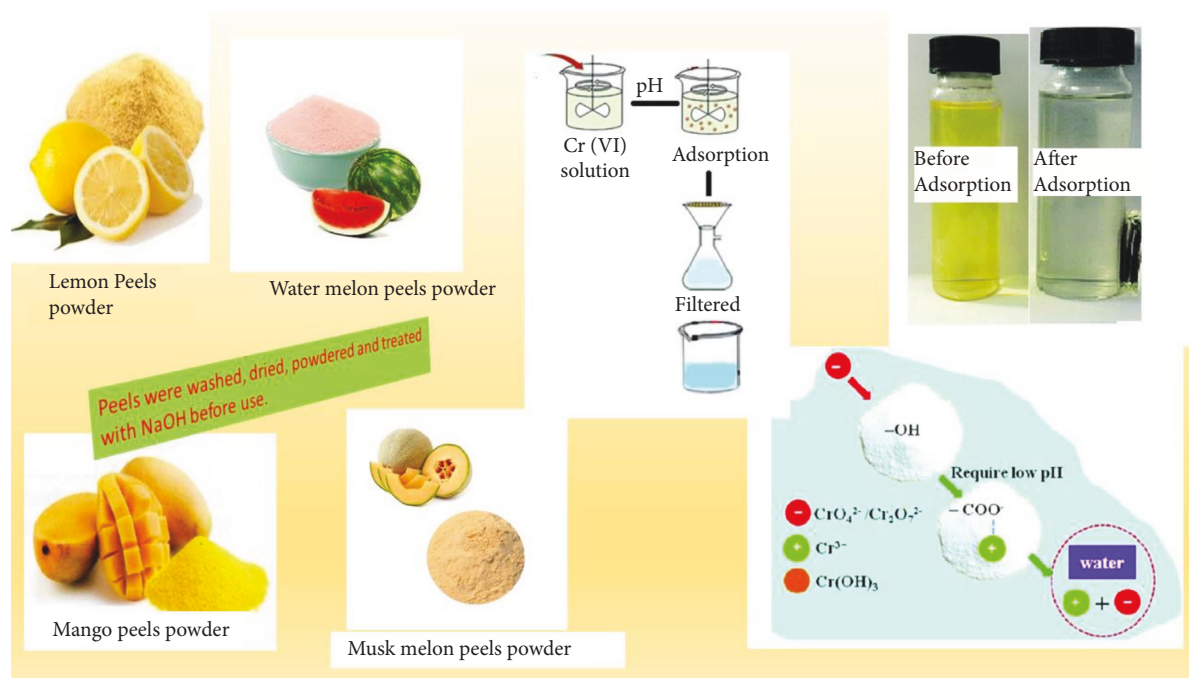 Lemon Peels
powder
Water melon peels powder
Peels were washed, dried, powdered and treated
with NaOH before use.
Mango peels powder
Musk melon peels powder
Cr (VI)
solution
pH
Adsorption
Filtered
Before
Adsorption
After
Adsorption
–OH
Require low pH
– COO⁻
CrO₄²⁻/Cr₂O₇²⁻
Cr³⁻
Cr(OH)₃
water
+ + −